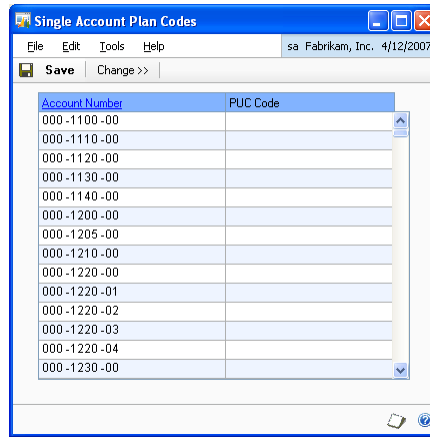 Single Account Plan Codes
File Edit Tools Help sa Fabrikam, Inc. 4/12/2007
Save Change >>
Account Number PUC Code
000 -1100 -00
000 -1110 -00
000 -1120 -00
000 -1130 -00
000 -1140 -00
000 -1200 -00
000 -1205 -00
000 -1210 -00
000 -1220 -00
000 -1220 -01
000 -1220 -02
000 -1220 -03
000 -1220 -04
000 -1230 -00